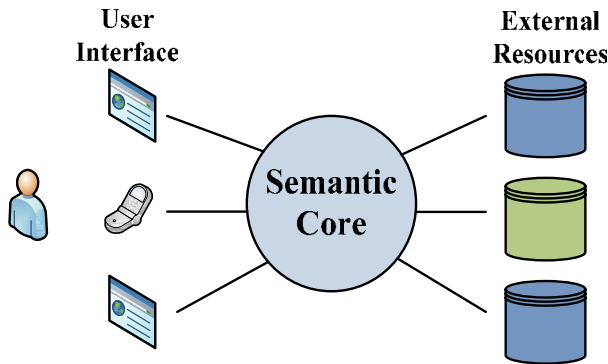 User
Interface
External
Resources
Semantic
Core